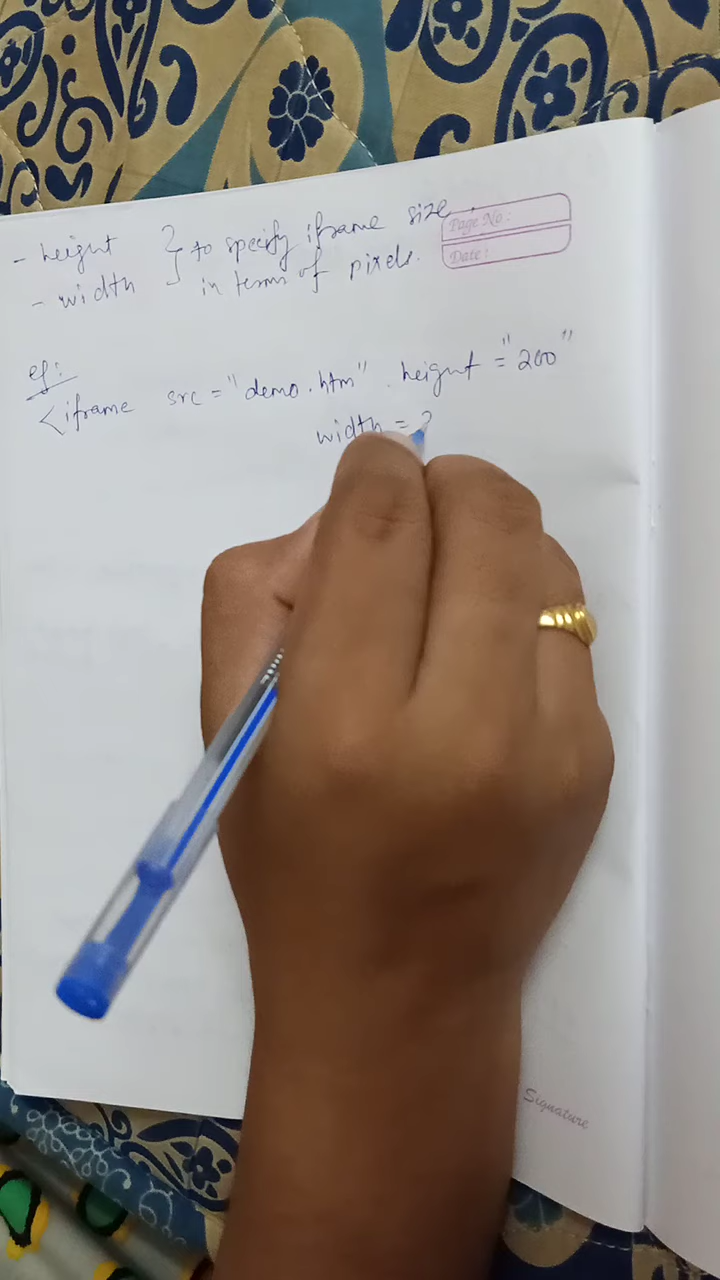 - height } to specify iframe size.
- width in terms of pixels.
Page No:
Date:
eg:
<iframe src = "demo.htm" height = "200"
width =
Signature